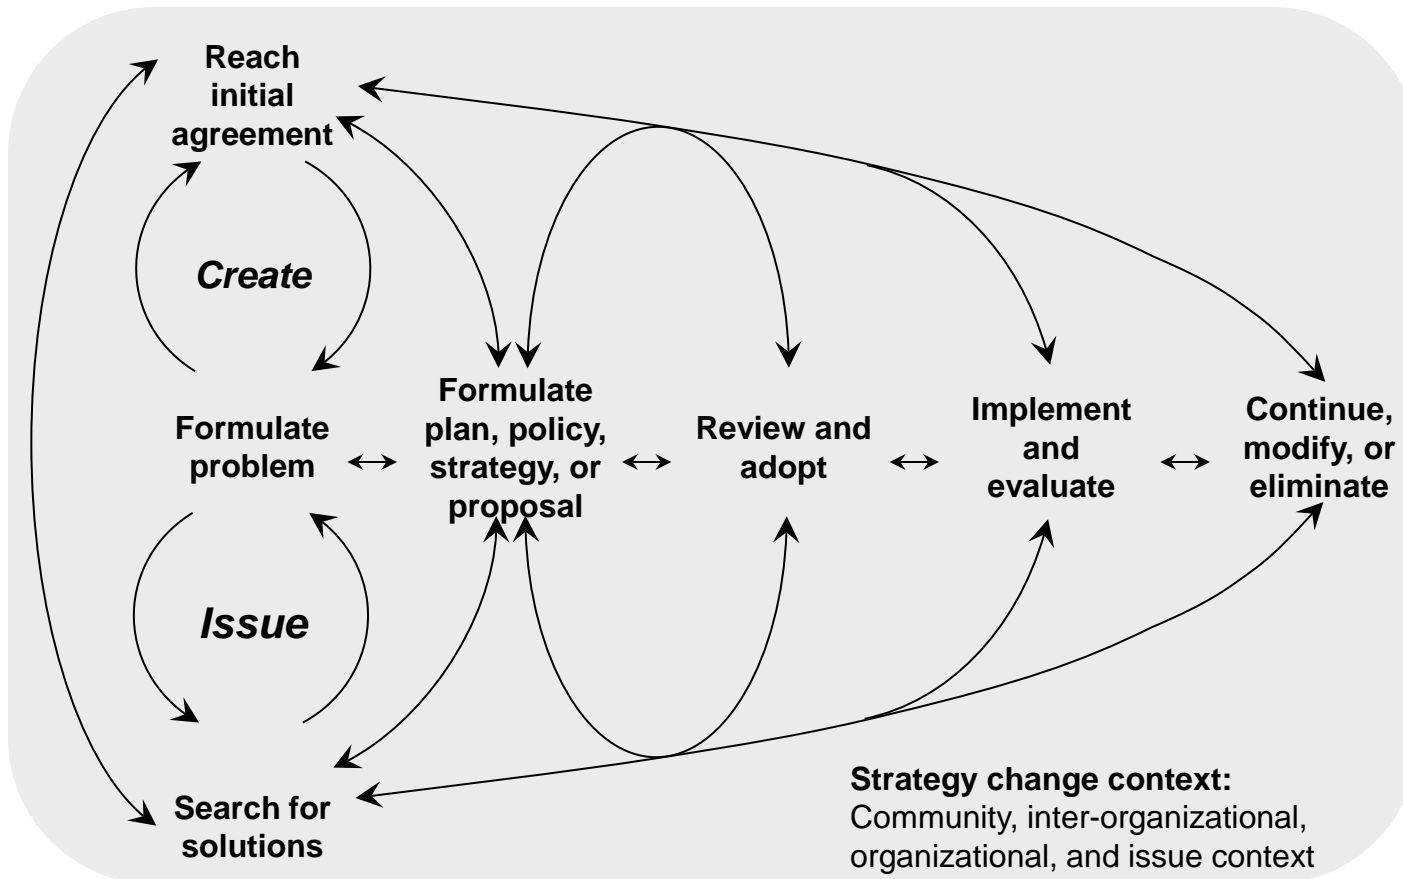 Reach
initial
agreement
Create
Formulate
problem
Formulate
plan, policy,
strategy, or
proposal
Review and
adopt
Implement
and
evaluate
Continue,
modify, or
eliminate
Issue
Search for
solutions
Strategy change context:
Community, inter-organizational,
organizational, and issue context